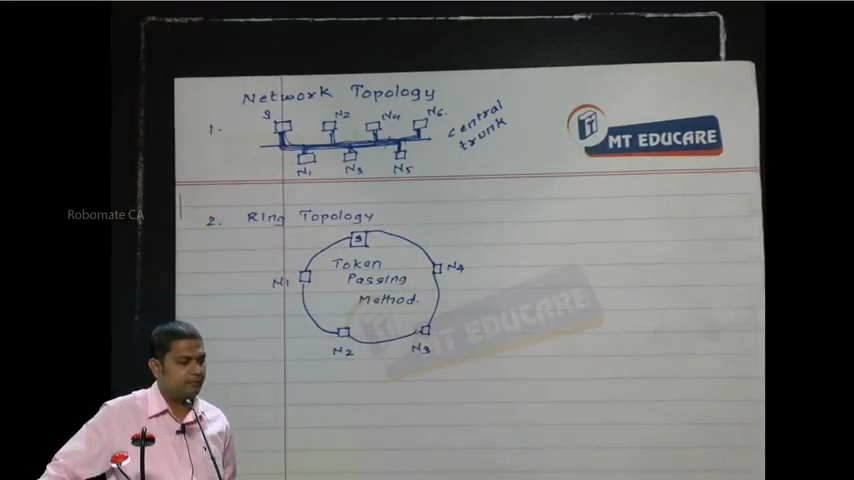 Network Topology
1.
S N2 N4 N6.
N1 N3 N5
central
trunk
MT EDUCARE
Robomate CA
2. Ring Topology
S
Token
Passing
Method.
N1 N4
N2 N3
MT EDUCARE